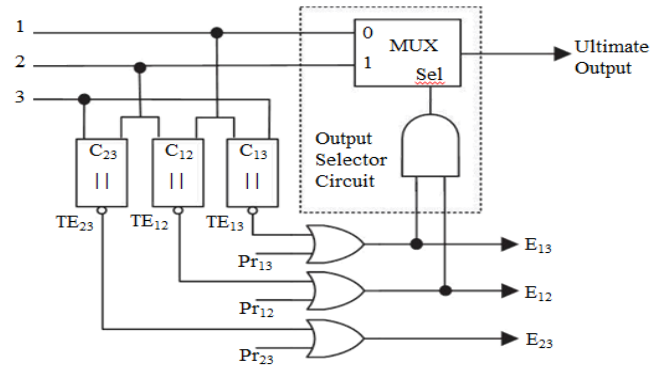 1
2
3
0
1
MUX
Sel
Ultimate
Output
Output
Selector
Circuit
C23
||
C12
||
C13
||
TE23
TE12
TE13
Pr13
Pr12
Pr23
E13
E12
E23